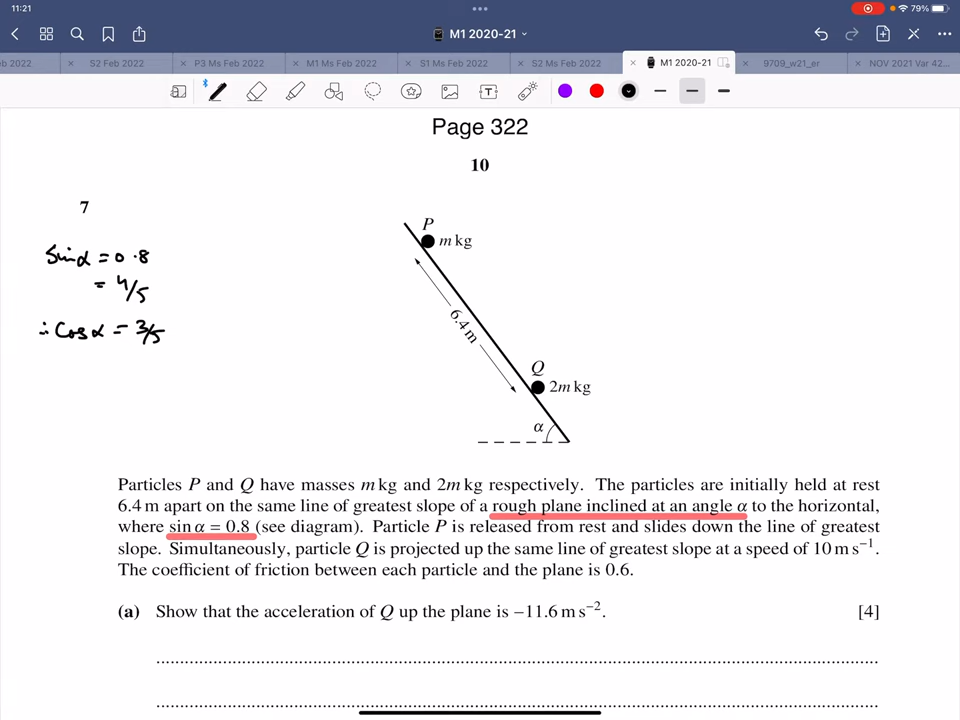 11:21
79%
M1 2020-21
b 2022
S2 Feb 2022
P3 Ms Feb 2022
M1 Ms Feb 2022
S1 Ms Feb 2022
S2 Ms Feb 2022
M1 2020-21
9709_w21_er
NOV 2021 Var 42...
Page 322
10
7
Sinα = 0.8
= 4/5
∴ Cosα = 3/5
P
m kg
6.4 m
Q
2m kg
α
Particles P and Q have masses m kg and 2m kg respectively. The particles are initially held at rest
6.4 m apart on the same line of greatest slope of a rough plane inclined at an angle α to the horizontal,
where sin α = 0.8 (see diagram). Particle P is released from rest and slides down the line of greatest
slope. Simultaneously, particle Q is projected up the same line of greatest slope at a speed of 10 m s⁻¹.
The coefficient of friction between each particle and the plane is 0.6.
(a) Show that the acceleration of Q up the plane is −11.6 m s⁻². [4]